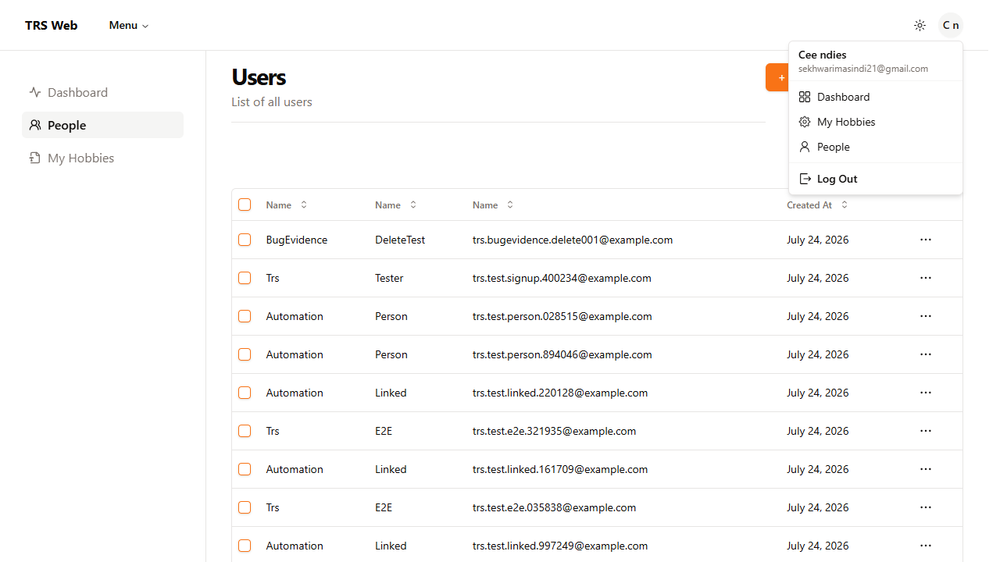 TRS Web Menu C n
Cee ndies
sekhwarimasindi21@gmail.com
Dashboard
My Hobbies
People
Log Out
Dashboard
People
My Hobbies
Users
List of all users
+
Name Name Name Created At
BugEvidence DeleteTest trs.bugevidence.delete001@example.com July 24, 2026 ···
Trs Tester trs.test.signup.400234@example.com July 24, 2026 ···
Automation Person trs.test.person.028515@example.com July 24, 2026 ···
Automation Person trs.test.person.894046@example.com July 24, 2026 ···
Automation Linked trs.test.linked.220128@example.com July 24, 2026 ···
Trs E2E trs.test.e2e.321935@example.com July 24, 2026 ···
Automation Linked trs.test.linked.161709@example.com July 24, 2026 ···
Trs E2E trs.test.e2e.035838@example.com July 24, 2026 ···
Automation Linked trs.test.linked.997249@example.com July 24, 2026 ···